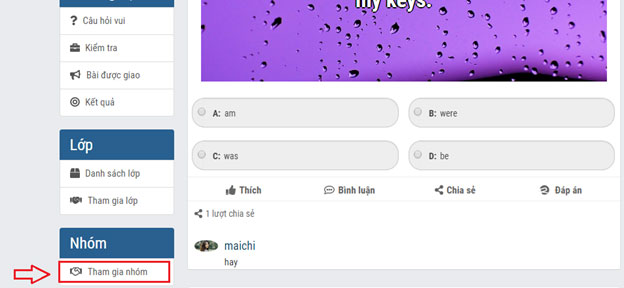 Câu hỏi vui
Kiểm tra
Bài được giao
Kết quả
Lớp
Danh sách lớp
Tham gia lớp
Nhóm
Tham gia nhóm
my keys.
A: am
B: were
C: was
D: be
Thích
Bình luận
Chia sẻ
Đáp án
1 lượt chia sẻ
maichi
hay